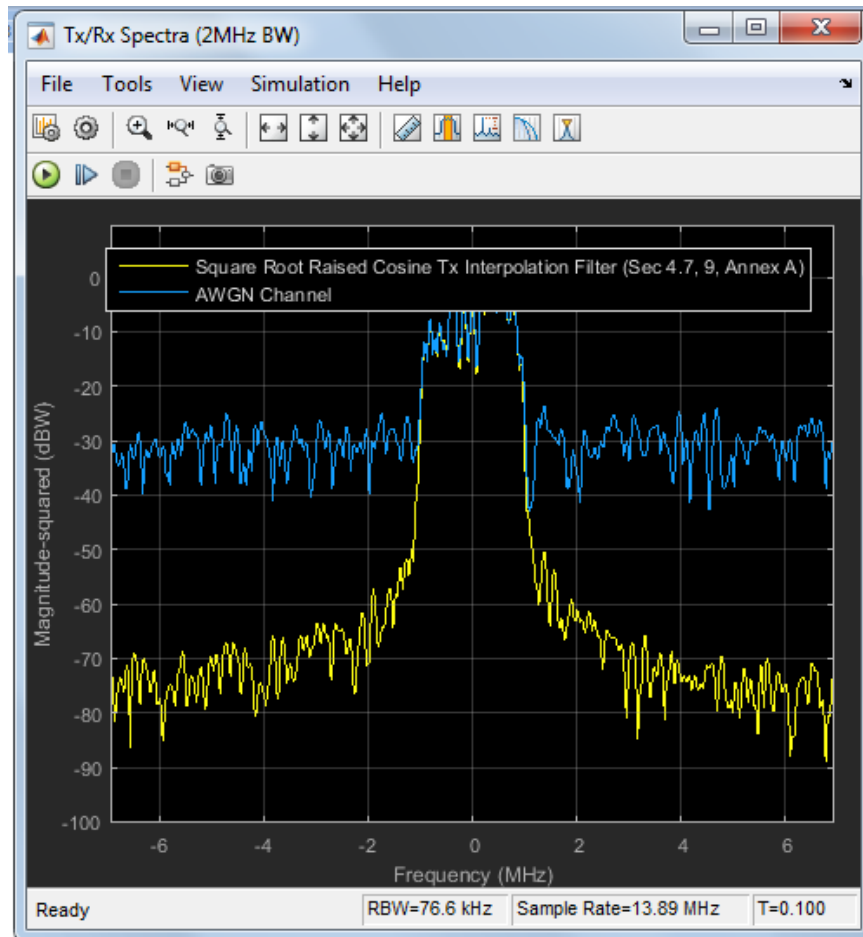 Tx/Rx Spectra (2MHz BW)
File Tools View Simulation Help
Square Root Raised Cosine Tx Interpolation Filter (Sec 4.7, 9, Annex A)
AWGN Channel
Magnitude-squared (dBW)
0
-10
-20
-30
-40
-50
-60
-70
-80
-90
-100
-6 -4 -2 0 2 4 6
Frequency (MHz)
Ready RBW=76.6 kHz Sample Rate=13.89 MHz T=0.100